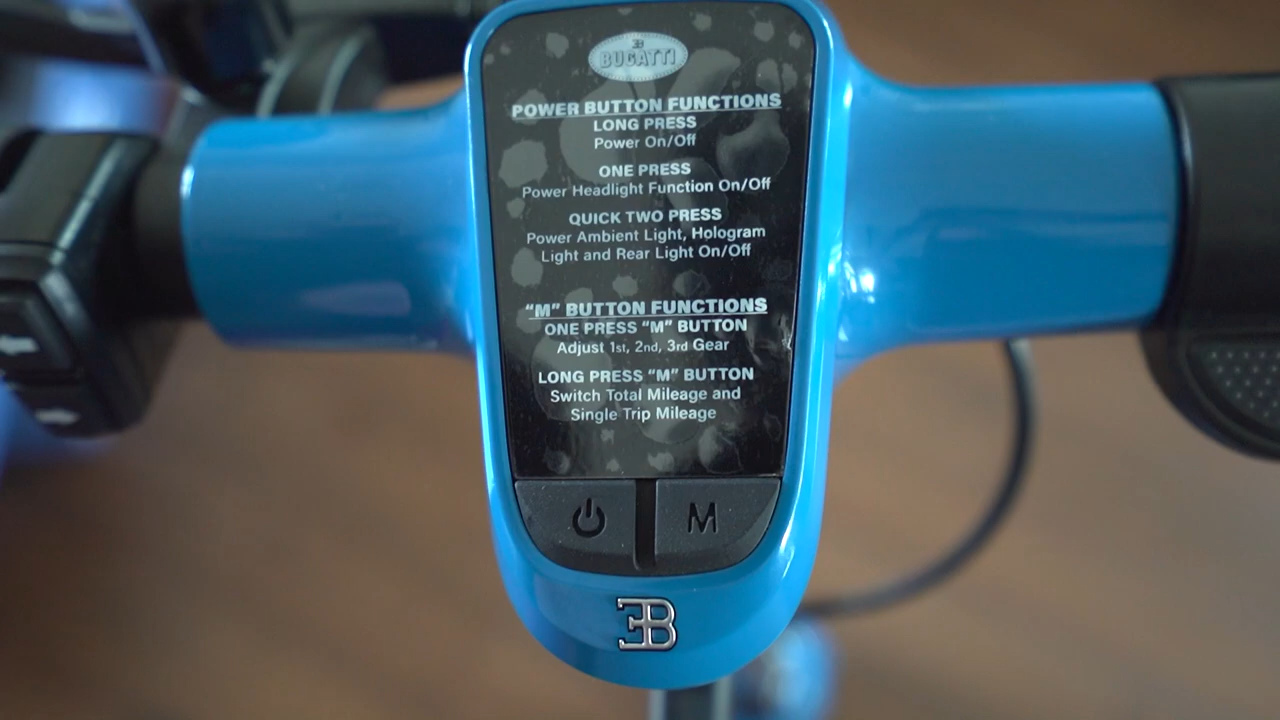 EB
BUGATTI
POWER BUTTON FUNCTIONS
LONG PRESS
Power On/Off
ONE PRESS
Power Headlight Function On/Off
QUICK TWO PRESS
Power Ambient Light, Hologram
Light and Rear Light On/Off
“M” BUTTON FUNCTIONS
ONE PRESS “M” BUTTON
Adjust 1st, 2nd, 3rd Gear
LONG PRESS “M” BUTTON
Switch Total Mileage and
Single Trip Mileage
M
EB